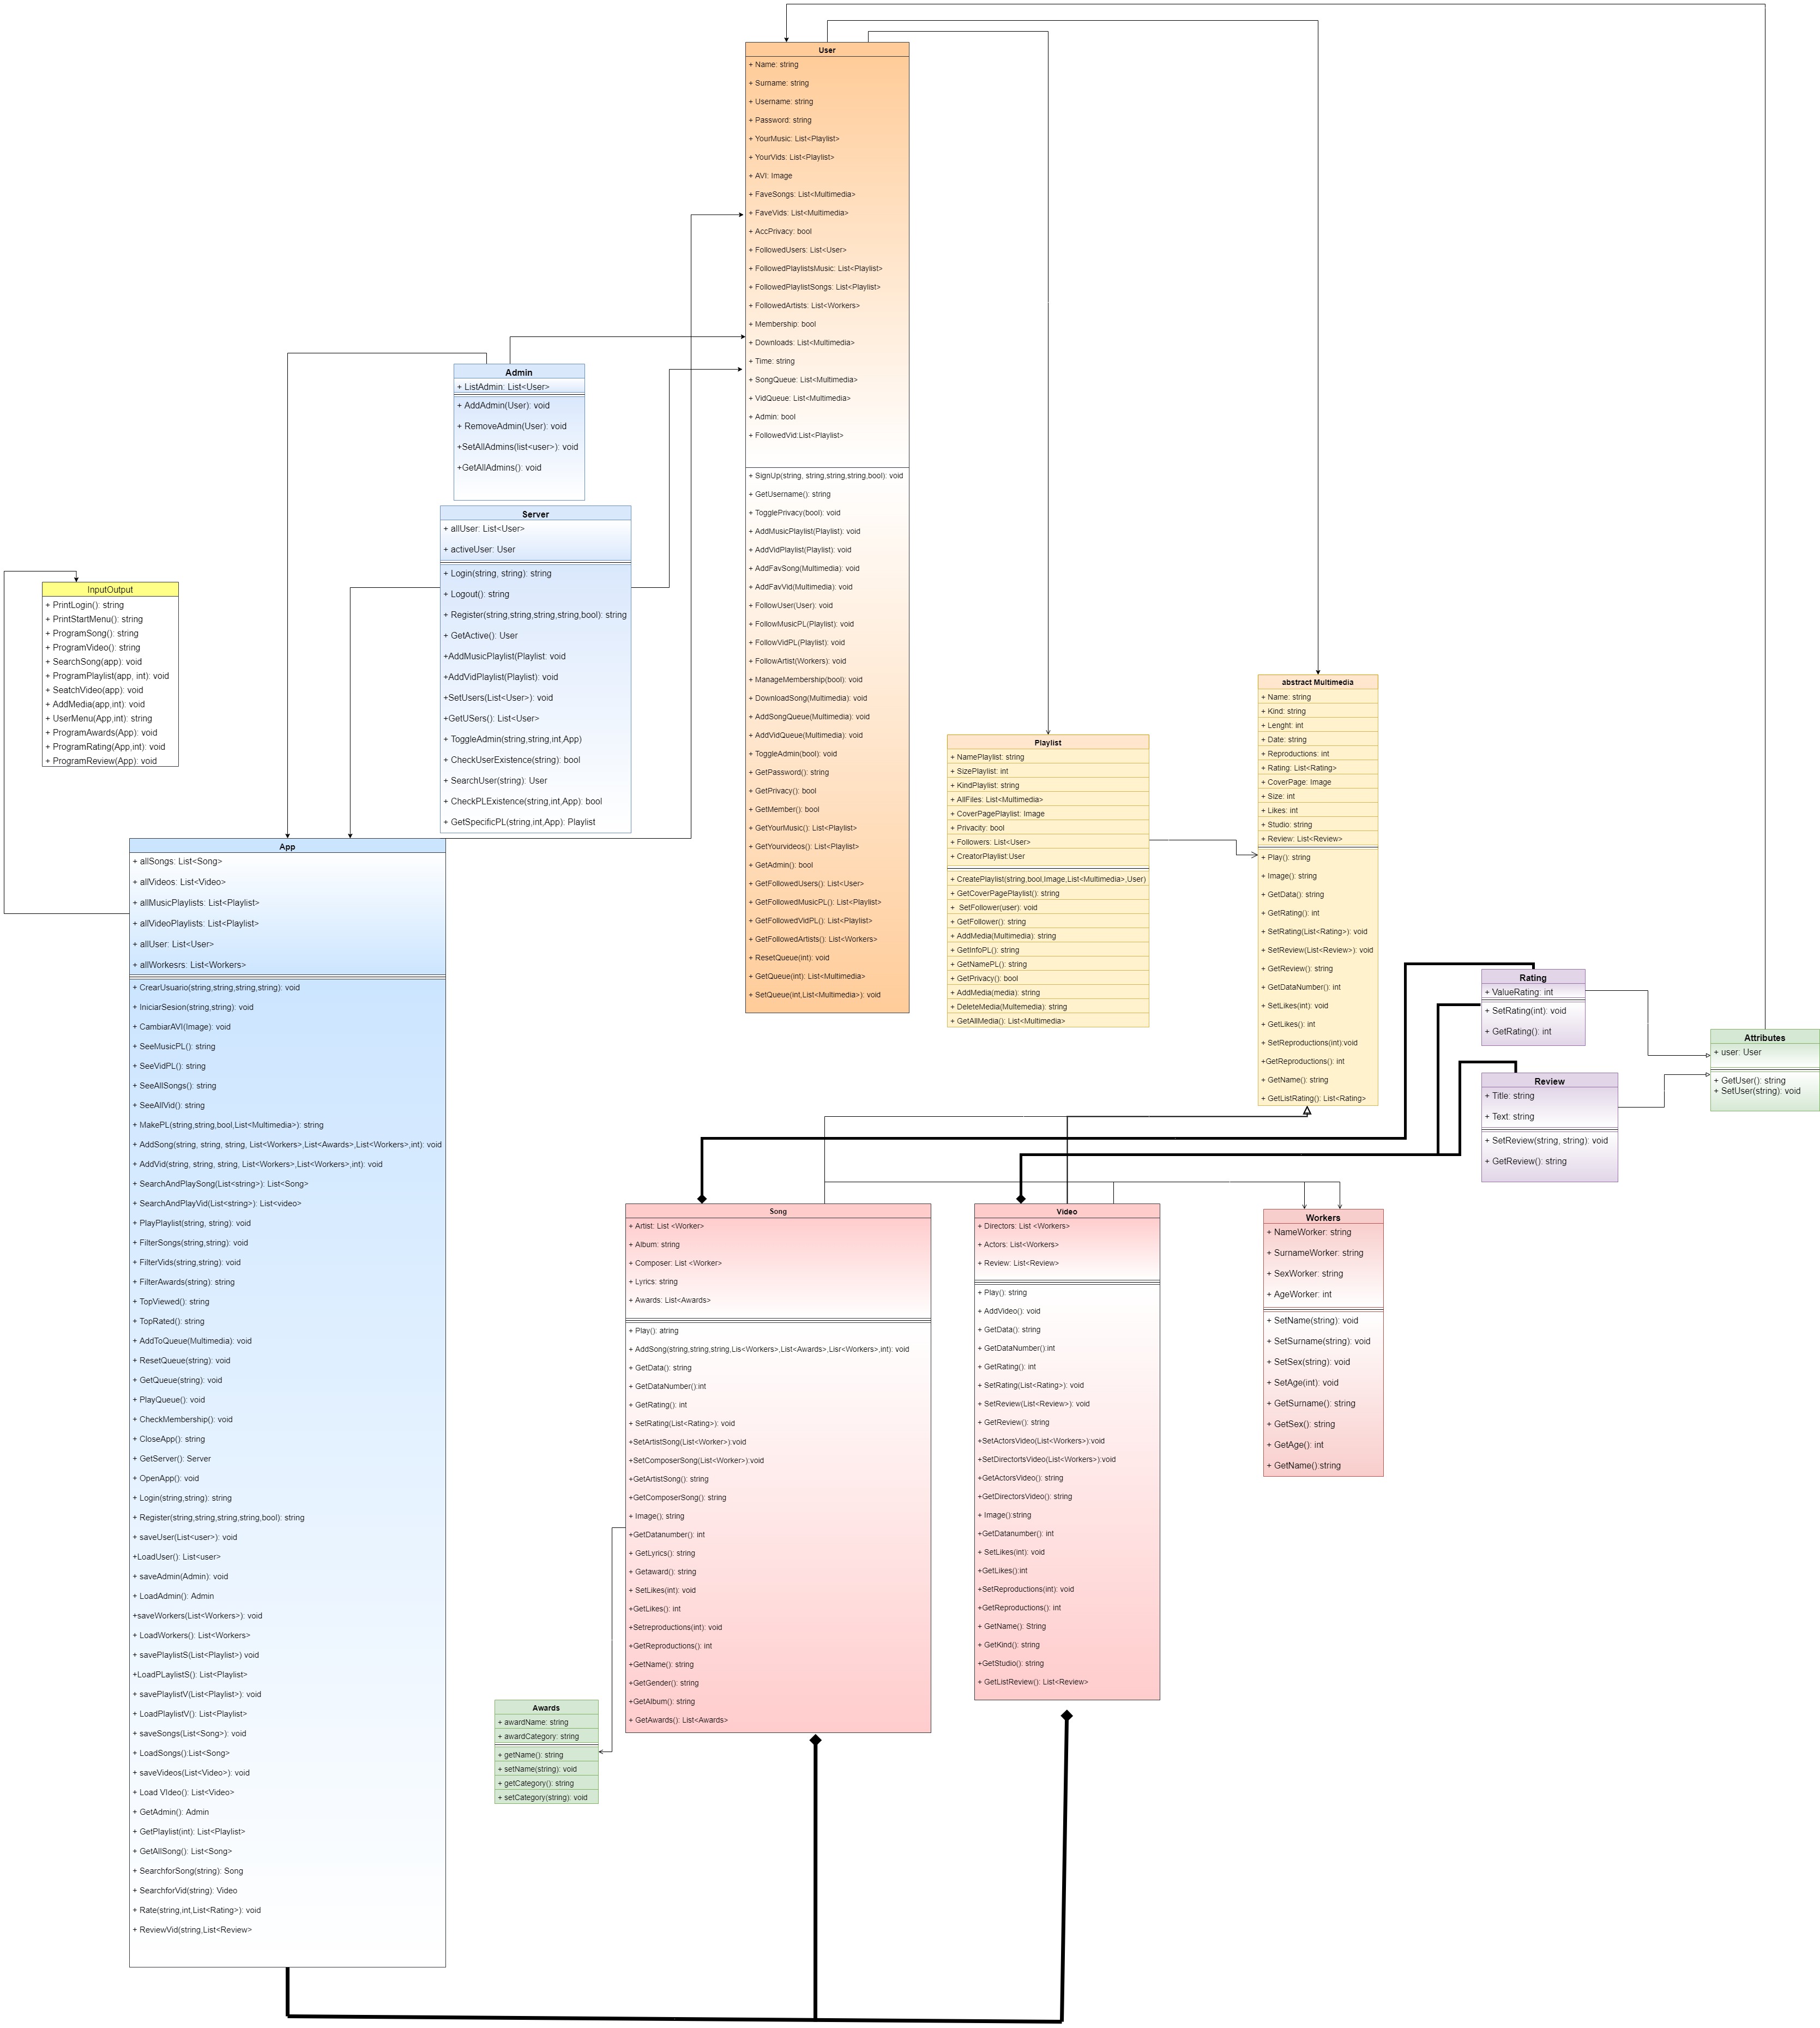 User
+ Name: string
+ Surname: string
+ Username: string
+ Password: string
+ YourMusic: List<Playlist>
+ YourVids: List<Playlist>
+ AVI: Image
+ FaveSongs: List<Multimedia>
+ FaveVids: List<Multimedia>
+ AccPrivacy: bool
+ FollowedUsers: List<User>
+ FollowedPlaylistsMusic: List<Playlist>
+ FollowedPlaylistSongs: List<Playlist>
+ FollowedArtists: List<Workers>
+ Membership: bool
+ Downloads: List<Multimedia>
+ Time: string
+ SongQueue: List<Multimedia>
+ VidQueue: List<Multimedia>
+ Admin: bool
+ FollowedVid:List<Playlist>
+ SignUp(string, string,string,string,bool): void
+ GetUsername(): string
+ TogglePrivacy(bool): void
+ AddMusicPlaylist(Playlist): void
+ AddVidPlaylist(Playlist): void
+ AddFavSong(Multimedia): void
+ AddFavVid(Multimedia): void
+ FollowUser(User): void
+ FollowMusicPL(Playlist): void
+ FollowVidPL(Playlist): void
+ FollowArtist(Workers): void
+ ManageMembership(bool): void
+ DownloadSong(Multimedia): void
+ AddSongQueue(Multimedia): void
+ AddVidQueue(Multimedia): void
+ ToggleAdmin(bool): void
+ GetPassword(): string
+ GetPrivacy(): bool
+ GetMember(): bool
+ GetYourMusic(): List<Playlist>
+ GetYourvideos(): List<Playlist>
+ GetAdmin(): bool
+ GetFollowedUsers(): List<User>
+ GetFollowedMusicPL(): List<Playlist>
+ GetFollowedVidPL(): List<Playlist>
+ GetFollowedArtists(): List<Workers>
+ ResetQueue(int): void
+ GetQueue(int): List<Multimedia>
+ SetQueue(int,List<Multimedia>): void
Admin
+ ListAdmin: List<User>
+ AddAdmin(User): void
+ RemoveAdmin(User): void
+SetAllAdmins(list<user>): void
+GetAllAdmins(): void
Server
+ allUser: List<User>
+ activeUser: User
+ Login(string, string): string
+ Logout(): string
+ Register(string,string,string,string,bool): string
+ GetActive(): User
+AddMusicPlaylist(Playlist: void
+AddVidPlaylist(Playlist): void
+SetUsers(List<User>): void
+GetUSers(): List<User>
+ ToggleAdmin(string,string,int,App)
+ CheckUserExistence(string): bool
+ SearchUser(string): User
+ CheckPLExistence(string,int,App): bool
+ GetSpecificPL(string,int,App): Playlist
InputOutput
+ PrintLogin(): string
+ PrintStartMenu(): string
+ ProgramSong(): string
+ ProgramVideo(): string
+ SearchSong(app): void
+ ProgramPlaylist(app, int): void
+ SeatchVideo(app): void
+ AddMedia(app,int): void
+ UserMenu(App,int): string
+ ProgramAwards(App): void
+ ProgramRating(App,int): void
+ ProgramReview(App): void
App
+ allSongs: List<Song>
+ allVideos: List<Video>
+ allMusicPlaylists: List<Playlist>
+ allVideoPlaylists: List<Playlist>
+ allUser: List<User>
+ allWorkesrs: List<Workers>
+ CrearUsuario(string,string,string,string): void
+ IniciarSesion(string,string): void
+ CambiarAVI(Image): void
+ SeeMusicPL(): string
+ SeeVidPL(): string
+ SeeAllSongs(): string
+ SeeAllVid(): string
+ MakePL(string,string,bool,List<Multimedia>): string
+ AddSong(string, string, string, List<Workers>,List<Awards>,List<Workers>,int): void
+ AddVid(string, string, string, List<Workers>,List<Workers>,int): void
+ SearchAndPlaySong(List<string>): List<Song>
+ SearchAndPlayVid(List<string>): List<video>
+ PlayPlaylist(string, string): void
+ FilterSongs(string,string): void
+ FilterVids(string,string): void
+ FilterAwards(string): string
+ TopViewed(): string
+ TopRated(): string
+ AddToQueue(Multimedia): void
+ ResetQueue(string): void
+ GetQueue(string): void
+ PlayQueue(): void
+ CheckMembership(): void
+ CloseApp(): string
+ GetServer(): Server
+ OpenApp(): void
+ Login(string,string): string
+ Register(string,string,string,string,bool): string
+ saveUser(List<user>): void
+LoadUser(): List<user>
+ saveAdmin(Admin): void
+ LoadAdmin(): Admin
+saveWorkers(List<Workers>): void
+ LoadWorkers(): List<Workers>
+ savePlaylistS(List<Playlist>) void
+LoadPLaylistS(): List<Playlist>
+ savePlaylistV(List<Playlist>): void
+ LoadPlaylistV(): List<Playlist>
+ saveSongs(List<Song>): void
+ LoadSongs():List<Song>
+ saveVideos(List<Video>): void
+ Load VIdeo(): List<Video>
+ GetAdmin(): Admin
+ GetPlaylist(int): List<Playlist>
+ GetAllSong(): List<Song>
+ SearchforSong(string): Song
+ SearchforVid(string): Video
+ Rate(string,int,List<Rating>): void
+ ReviewVid(string,List<Review>
Playlist
+ NamePlaylist: string
+ SizePlaylist: int
+ KindPlaylist: string
+ AllFiles: List<Multimedia>
+ CoverPagePlaylist: Image
+ Privacity: bool
+ Followers: List<User>
+ CreatorPlaylist:User
+ CreatePlaylist(string,bool,Image,List<Multimedia>,User)
+ GetCoverPagePlaylist(): string
+  SetFollower(user): void
+ GetFollower(): string
+ AddMedia(Multimedia): string
+ GetInfoPL(): string
+ GetNamePL(): string
+ GetPrivacy(): bool
+ AddMedia(media): string
+ DeleteMedia(Multemedia): string
+ GetAllMedia(): List<Multimedia>
abstract Multimedia
+ Name: string
+ Kind: string
+ Lenght: int
+ Date: string
+ Reproductions: int
+ Rating: List<Rating>
+ CoverPage: Image
+ Size: int
+ Likes: int
+ Studio: string
+ Review: List<Review>
+ Play(): string
+ Image(): string
+ GetData(): string
+ GetRating(): int
+ SetRating(List<Rating>): void
+ SetReview(List<Review>): void
+ GetReview(): string
+ GetDataNumber(): int
+ SetLikes(int): void
+ GetLikes(): int
+ SetReproductions(int):void
+GetReproductions(): int
+ GetName(): string
+ GetListRating(): List<Rating>
Rating
+ ValueRating: int
+ SetRating(int): void
+ GetRating(): int
Review
+ Title: string
+ Text: string
+ SetReview(string, string): void
+ GetReview(): string
Attributes
+ user: User
+ GetUser(): string
+ SetUser(string): void
Song
+ Artist: List <Worker>
+ Album: string
+ Composer: List <Worker>
+ Lyrics: string
+ Awards: List<Awards>
+ Play(): atring
+ AddSong(string,string,string,Lis<Workers>,List<Awards>,Lisr<Workers>,int): void
+ GetData(): string
+ GetDataNumber():int
+ GetRating(): int
+ SetRating(List<Rating>): void
+SetArtistSong(List<Worker>):void
+SetComposerSong(List<Worker>):void
+GetArtistSong(): string
+GetComposerSong(): string
+ Image(); string
+GetDatanumber(): int
+ GetLyrics(): string
+ Getaward(): string
+ SetLikes(int): void
+GetLikes(): int
+Setreproductions(int): void
+GetReproductions(): int
+GetName(): string
+GetGender(): string
+GetAlbum(): string
+ GetAwards(): List<Awards>
Video
+ Directors: List <Workers>
+ Actors: List<Workers>
+ Review: List<Review>
+ Play(): string
+ AddVideo(): void
+ GetData(): string
+ GetDataNumber():int
+ GetRating(): int
+ SetRating(List<Rating>): void
+ SetReview(List<Review>): void
+ GetReview(): string
+SetActorsVideo(List<Workers>):void
+SetDirectortsVideo(List<Workers>):void
+GetActorsVideo(): string
+GetDirectorsVideo(): string
+ Image():string
+GetDatanumber(): int
+ SetLikes(int): void
+GetLikes():int
+SetReproductions(int): void
+GetReproductions(): int
+ GetName(): String
+ GetKind(): string
+GetStudio(): string
+ GetListReview(): List<Review>
Workers
+ NameWorker: string
+ SurnameWorker: string
+ SexWorker: string
+ AgeWorker: int
+ SetName(string): void
+ SetSurname(string): void
+ SetSex(string): void
+ SetAge(int): void
+ GetSurname(): string
+ GetSex(): string
+ GetAge(): int
+ GetName():string
Awards
+ awardName: string
+ awardCategory: string
+ getName(): string
+ setName(string): void
+ getCategory(): string
+ setCategory(string): void